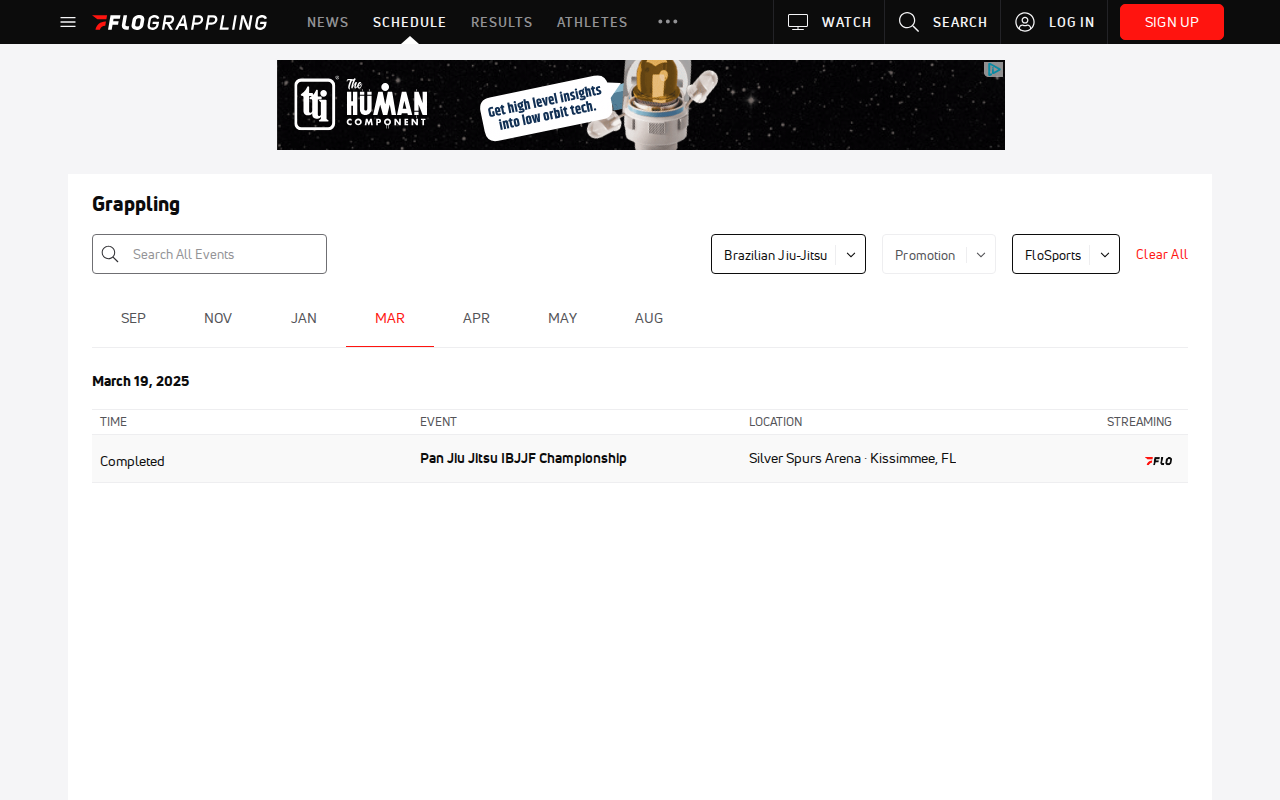 FLOGRAPPLING
NEWS
SCHEDULE
RESULTS
ATHLETES
WATCH
SEARCH
LOG IN
SIGN UP
ttı
The
HUMAN
COMPONENT
Get high level insights
into low orbit tech.
Grappling
Search All Events
Brazilian Jiu-Jitsu
Promotion
FloSports
Clear All
SEP
NOV
JAN
MAR
APR
MAY
AUG
March 19, 2025
TIME
EVENT
LOCATION
STREAMING
Completed
Pan Jiu Jitsu IBJJF Championship
Silver Spurs Arena · Kissimmee, FL
FLO